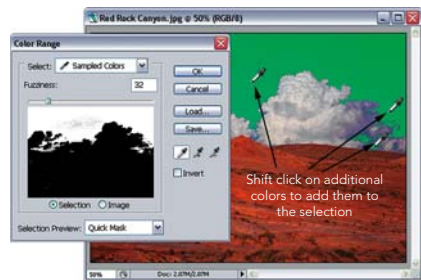 Red Rock Canyon.jpg @ 50% (RGB/8)
Color Range
Select: Sampled Colors
Fuzziness: 32
OK
Cancel
Load...
Save...
Invert
Selection Image
Selection Preview: Quick Mask
Shift click on additional
colors to add them to
the selection
50% Doc: 2.87M/2.87M